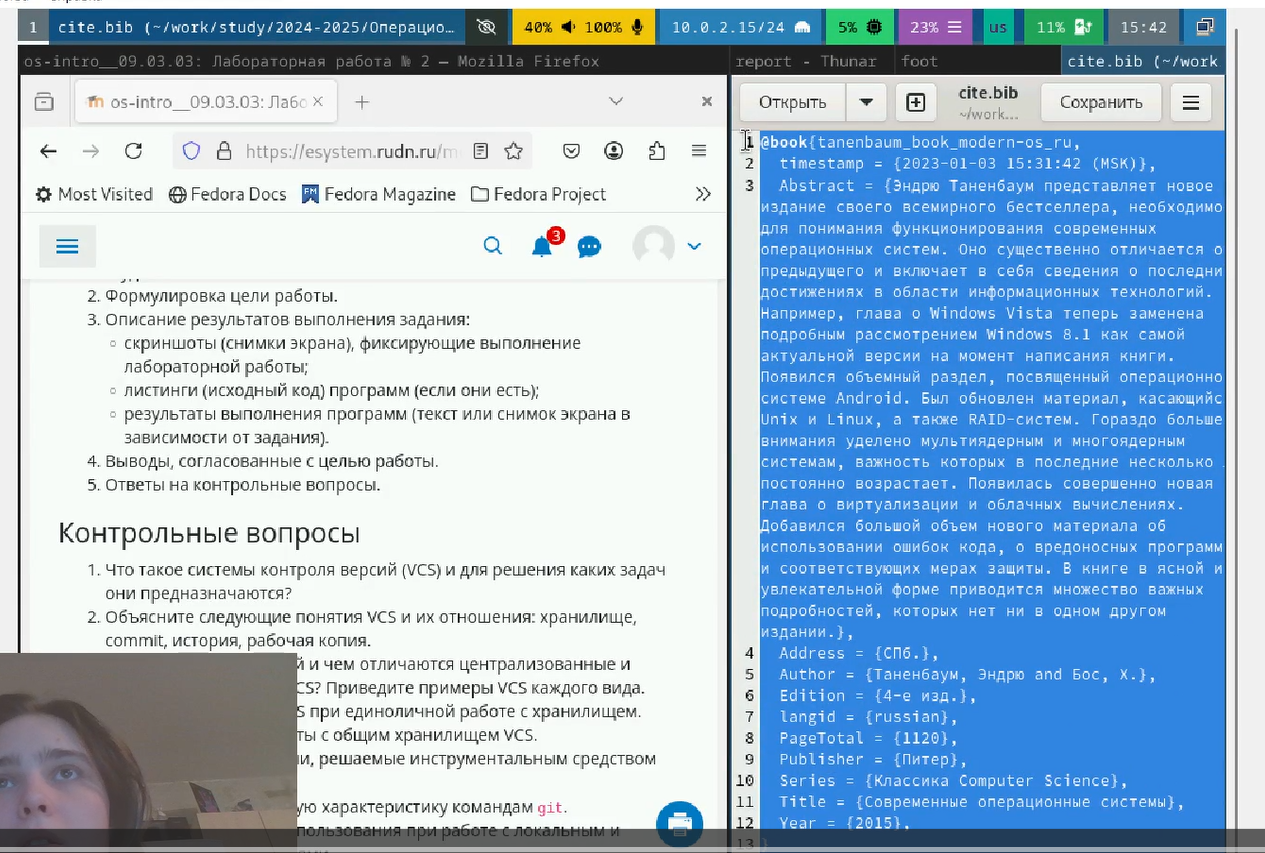 1 cite.bib (~/work/study/2024-2025/Операцио… 40% 100% 10.0.2.15/24 5% 23% us 11% 15:42
os-intro__09.03.03: Лабораторная работа № 2 — Mozilla Firefox
report - Thunar foot cite.bib (~/work
os-intro__09.03.03: Лабо
https://esystem.rudn.ru/m
Most Visited Fedora Docs Fedora Magazine Fedora Project
3
2. Формулировка цели работы.
3. Описание результатов выполнения задания:
скриншоты (снимки экрана), фиксирующие выполнение
лабораторной работы;
листинги (исходный код) программ (если они есть);
результаты выполнения программ (текст или снимок экрана в
зависимости от задания).
4. Выводы, согласованные с целью работы.
5. Ответы на контрольные вопросы.
Контрольные вопросы
1. Что такое системы контроля версий (VCS) и для решения каких задач
они предназначаются?
2. Объясните следующие понятия VCS и их отношения: хранилище,
commit, история, рабочая копия.
и чем отличаются централизованные и
CS? Приведите примеры VCS каждого вида.
S при единоличной работе с хранилищем.
ты с общим хранилищем VCS.
и, решаемые инструментальным средством
ую характеристику командам git.
пользования при работе с локальным и
Открыть cite.bib Сохранить
~/work…
1 @book{tanenbaum_book_modern-os_ru,
2 timestamp = {2023-01-03 15:31:42 (MSK)},
3 Abstract = {Эндрю Таненбаум представляет новое
издание своего всемирного бестселлера, необходимо
для понимания функционирования современных
операционных систем. Оно существенно отличается о
предыдущего и включает в себя сведения о последни
достижениях в области информационных технологий.
Например, глава о Windows Vista теперь заменена
подробным рассмотрением Windows 8.1 как самой
актуальной версии на момент написания книги.
Появился объемный раздел, посвященный операционно
системе Android. Был обновлен материал, касающийс
Unix и Linux, а также RAID-систем. Гораздо больше
внимания уделено мультиядерным и многоядерным
системам, важность которых в последние несколько
постоянно возрастает. Появилась совершенно новая
глава о виртуализации и облачных вычислениях.
Добавился большой объем нового материала об
использовании ошибок кода, о вредоносных программ
и соответствующих мерах защиты. В книге в ясной и
увлекательной форме приводится множество важных
подробностей, которых нет ни в одном другом
издании.},
4 Address = {СПб.},
5 Author = {Таненбаум, Эндрю and Бос, Х.},
6 Edition = {4-е изд.},
7 langid = {russian},
8 PageTotal = {1120},
9 Publisher = {Питер},
10 Series = {Классика Computer Science},
11 Title = {Современные операционные системы},
12 Year = {2015},
13 }